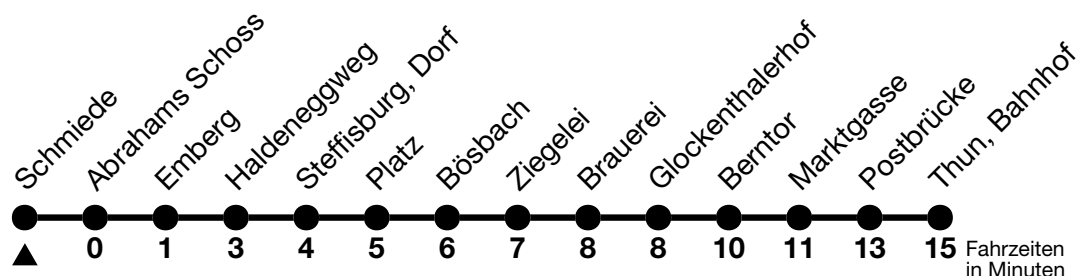 Schmiede
Abrahams Schoss
Emberg
Haldeneggweg
Steffisburg, Dorf
Platz
Bösbach
Ziegelei
Brauerei
Glockenthalerhof
Berntor
Marktgasse
Postbrücke
Thun, Bahnhof
0 1 3 4 5 6 7 8 8 10 11 13 15 Fahrzeiten
in Minuten